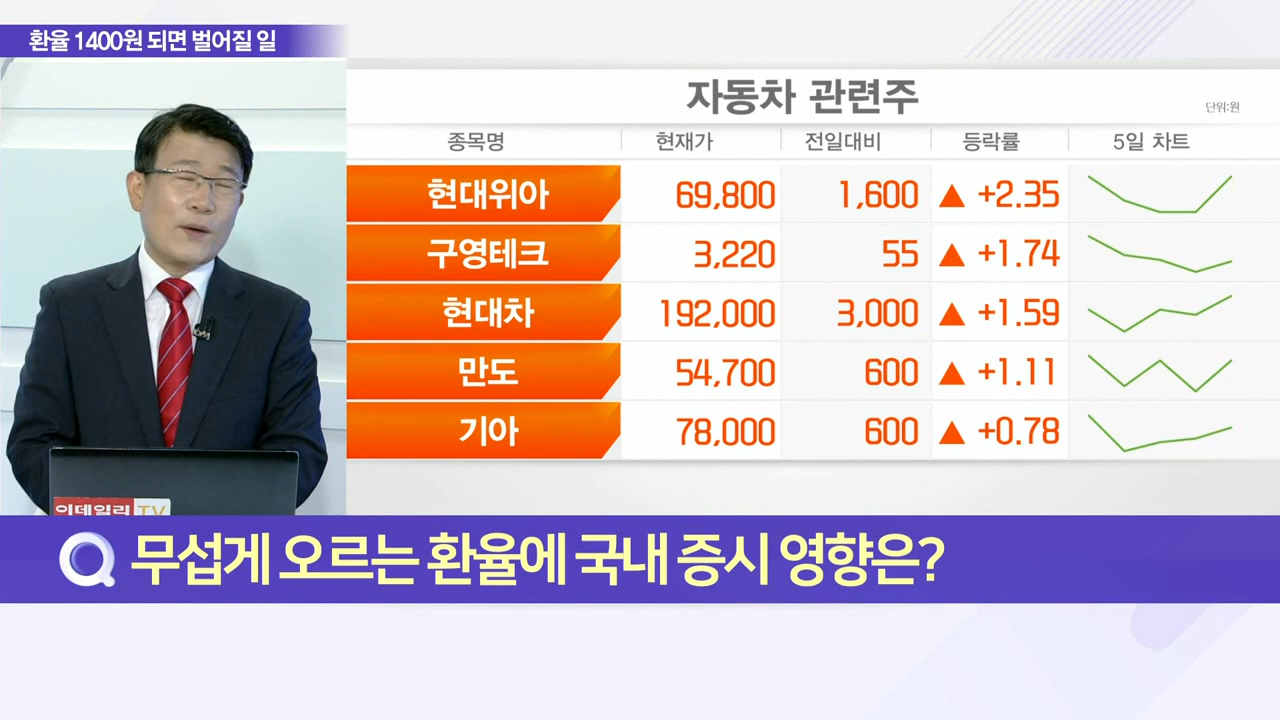 환율 1400원 되면 벌어질 일
자동차 관련주
단위:원
종목명 현재가 전일대비 등락률 5일 차트
현대위아 69,800 1,600 ▲ +2.35
구영테크 3,220 55 ▲ +1.74
현대차 192,000 3,000 ▲ +1.59
만도 54,700 600 ▲ +1.11
기아 78,000 600 ▲ +0.78
이데일리 TV
Q 무섭게 오르는 환율에 국내 증시 영향은?